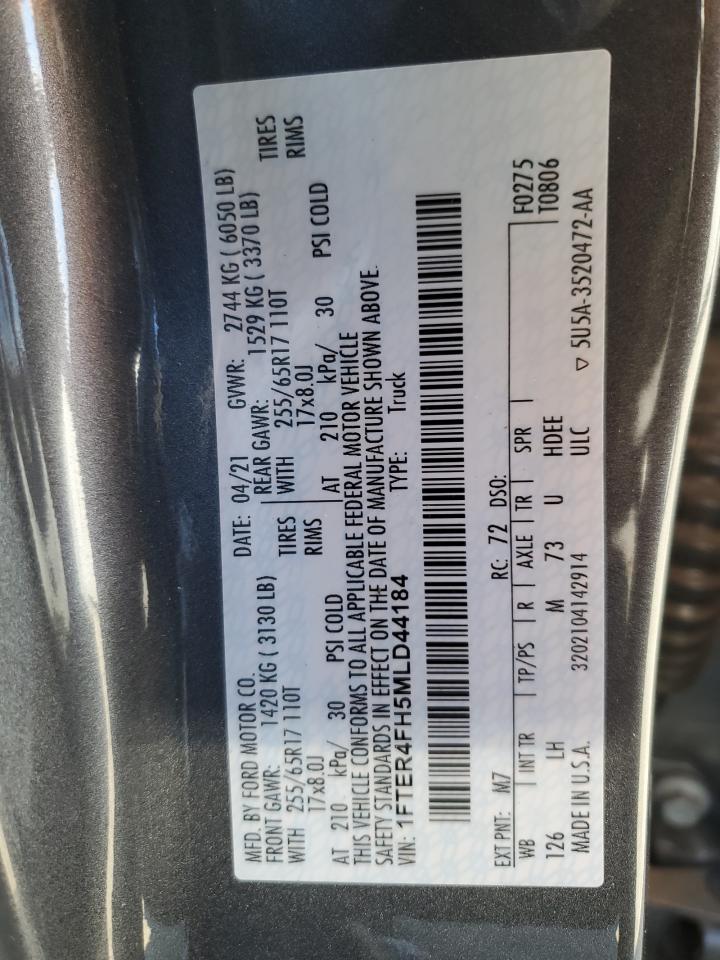 MFD. BY FORD MOTOR CO.
DATE: 04/21 GVWR: 2744 KG ( 6050 LB)
FRONT GAWR: 1420 KG ( 3130 LB) REAR GAWR: 1529 KG ( 3370 LB)
WITH 255/65R17 110T TIRES WITH 255/65R17 110T TIRES
17x8.0J RIMS 17x8.0J RIMS
AT 210 kPa/ 30 PSI COLD AT 210 kPa/ 30 PSI COLD
THIS VEHICLE CONFORMS TO ALL APPLICABLE FEDERAL MOTOR VEHICLE
SAFETY STANDARDS IN EFFECT ON THE DATE OF MANUFACTURE SHOWN ABOVE.
VIN: 1FTER4FH5MLD44184 TYPE: Truck
EXT PNT: M7 RC: 72 DSO: F0275
WB INT TR TP/PS R AXLE TR SPR T0806
126 LH M 73 U HDEE
MADE IN U.S.A. 3202104142914 ULC ▽ 5U5A-3520472-AA